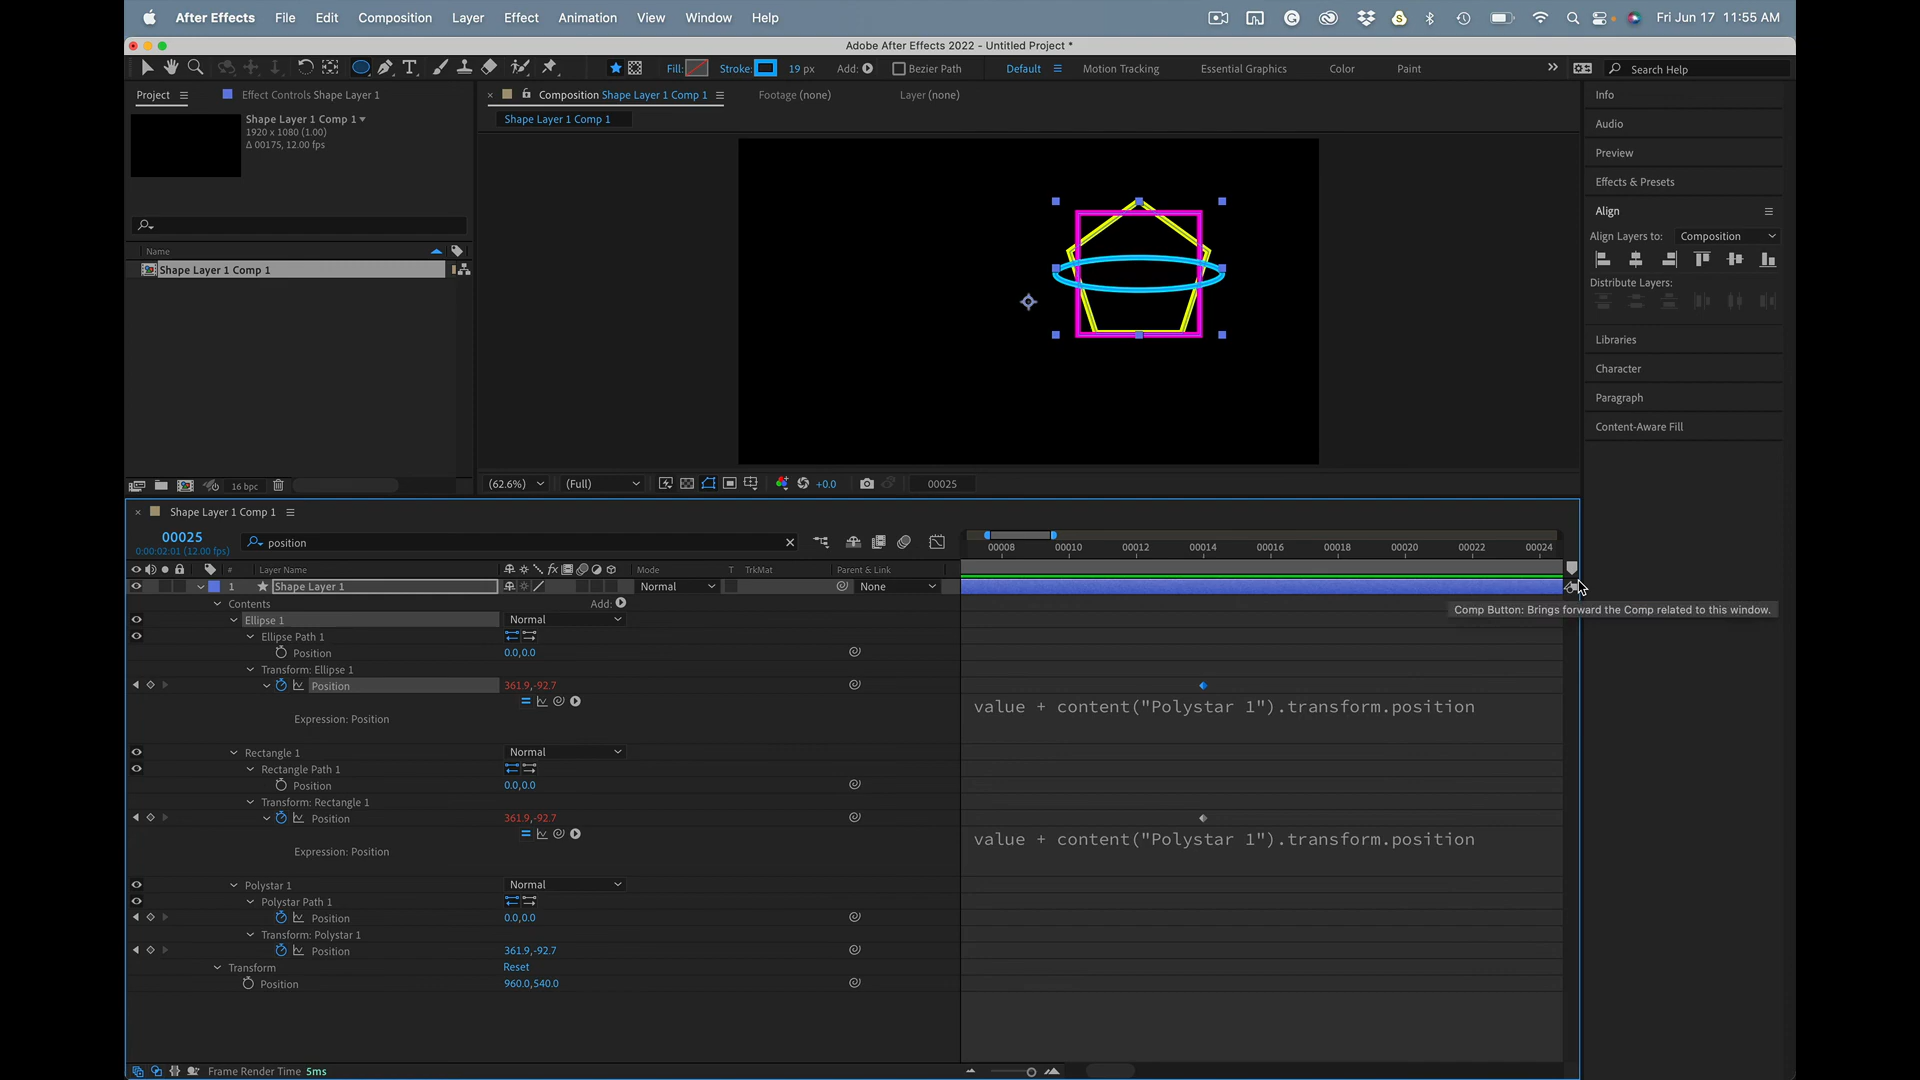 After Effects File Edit Composition Layer Effect Animation View Window Help Fri Jun 17 11:55 AM
Adobe After Effects 2022 - Untitled Project *
Fill: Stroke: 19 px Add: Bezier Path Default Motion Tracking Essential Graphics Color Paint Search Help
Project Effect Controls Shape Layer 1 Composition Shape Layer 1 Comp 1 Footage (none) Layer (none) Info
Shape Layer 1 Comp 1 Shape Layer 1 Comp 1
1920 x 1080 (1.00)
Δ 00175, 12.00 fps
Audio
Preview
Effects & Presets
Align
Align Layers to: Composition
Distribute Layers:
Libraries
Character
Paragraph
Content-Aware Fill
Name
Shape Layer 1 Comp 1
16 bpc (62.6%) (Full) +0.0 00025
Shape Layer 1 Comp 1
00025
0:00:02:01 (12.00 fps)
position
00008 00010 00012 00014 00016 00018 00020 00022 00024
# Layer Name Mode T TrkMat Parent & Link
1 Shape Layer 1 Normal None
Contents Add:
Comp Button: Brings forward the Comp related to this window.
Ellipse 1 Normal
Ellipse Path 1
Position 0.0,0.0
Transform: Ellipse 1
Position 361.9,-92.7
value + content("Polystar 1").transform.position
Expression: Position
Rectangle 1 Normal
Rectangle Path 1
Position 0.0,0.0
Transform: Rectangle 1
Position 361.9,-92.7
value + content("Polystar 1").transform.position
Expression: Position
Polystar 1 Normal
Polystar Path 1
Position 0.0,0.0
Transform: Polystar 1
Position 361.9,-92.7
Transform Reset
Position 960.0,540.0
Frame Render Time 5ms